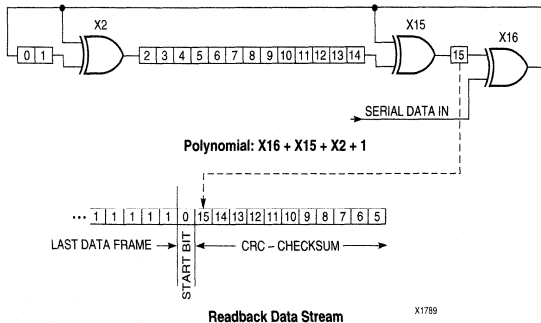 X2 X15 X16
0 1 2 3 4 5 6 7 8 9 10 11 12 13 14 15
SERIAL DATA IN
Polynomial: X16 + X15 + X2 + 1
••• 1 1 1 1 1 0 15 14 13 12 11 10 9 8 7 6 5
LAST DATA FRAME START BIT CRC – CHECKSUM
Readback Data Stream
X1789